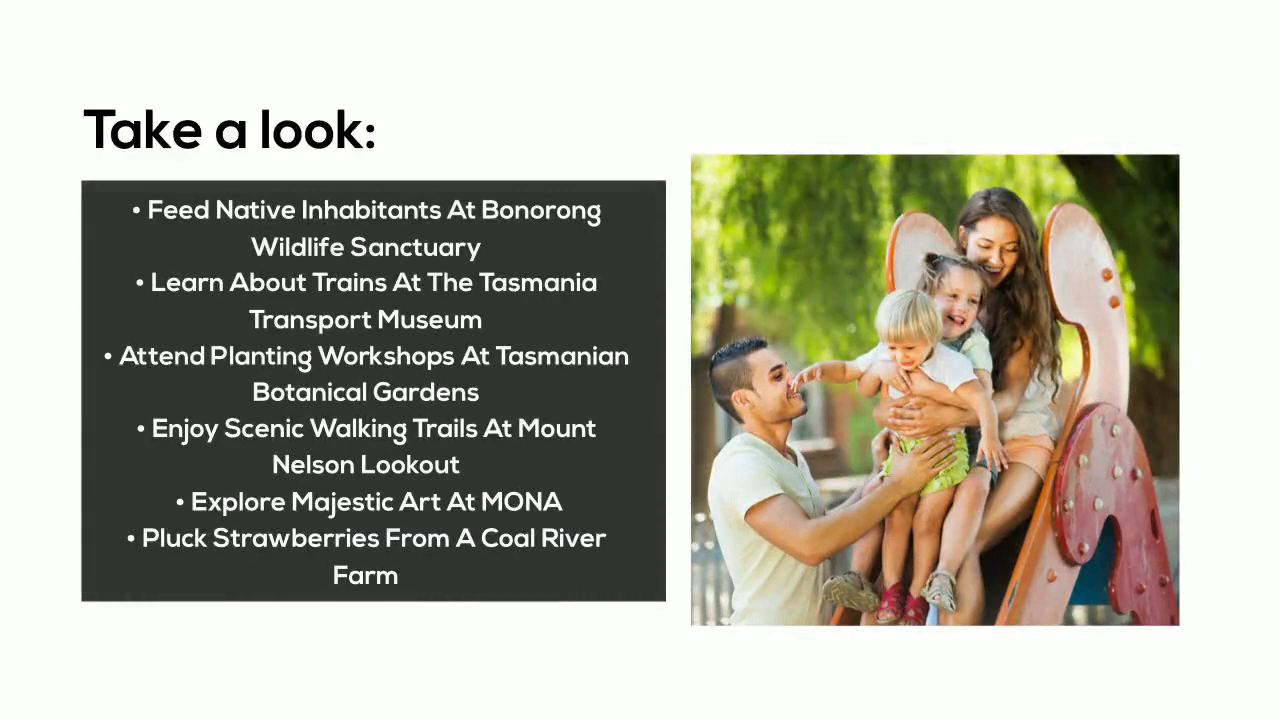 Take a look:
• Feed Native Inhabitants At Bonorong
Wildlife Sanctuary
• Learn About Trains At The Tasmania
Transport Museum
• Attend Planting Workshops At Tasmanian
Botanical Gardens
• Enjoy Scenic Walking Trails At Mount
Nelson Lookout
• Explore Majestic Art At MONA
• Pluck Strawberries From A Coal River
Farm